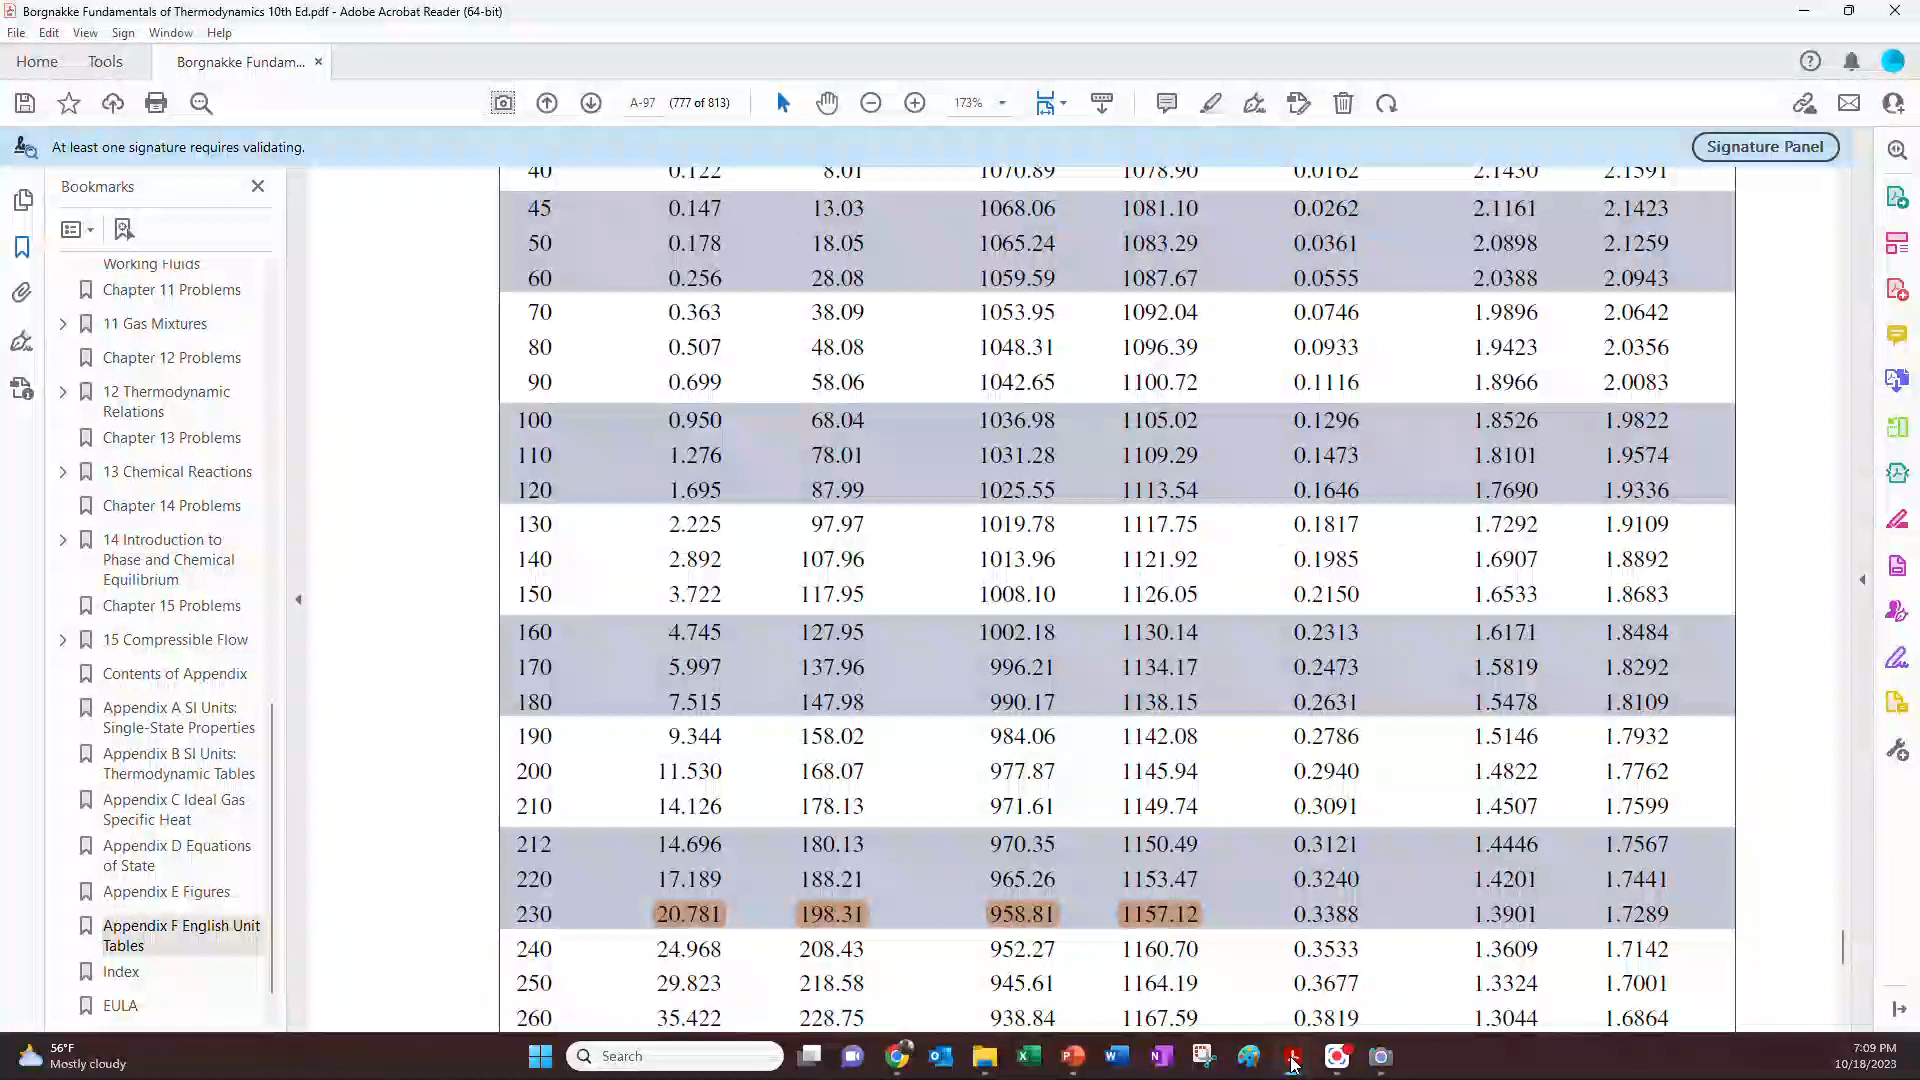 Borgnakke Fundamentals of Thermodynamics 10th Ed.pdf - Adobe Acrobat Reader (64-bit)
File Edit View Sign Window Help
Home Tools Borgnakke Fundam...
A-97 (777 of 813) 173%
At least one signature requires validating. Signature Panel
Bookmarks
Working Fluids
Chapter 11 Problems
11 Gas Mixtures
Chapter 12 Problems
12 Thermodynamic
Relations
Chapter 13 Problems
13 Chemical Reactions
Chapter 14 Problems
14 Introduction to
Phase and Chemical
Equilibrium
Chapter 15 Problems
15 Compressible Flow
Contents of Appendix
Appendix A SI Units:
Single-State Properties
Appendix B SI Units:
Thermodynamic Tables
Appendix C Ideal Gas
Specific Heat
Appendix D Equations
of State
Appendix E Figures
Appendix F English Unit
Tables
Index
EULA
40 0.122 8.01 1070.89 1078.90 0.0162 2.1430 2.1591
45 0.147 13.03 1068.06 1081.10 0.0262 2.1161 2.1423
50 0.178 18.05 1065.24 1083.29 0.0361 2.0898 2.1259
60 0.256 28.08 1059.59 1087.67 0.0555 2.0388 2.0943
70 0.363 38.09 1053.95 1092.04 0.0746 1.9896 2.0642
80 0.507 48.08 1048.31 1096.39 0.0933 1.9423 2.0356
90 0.699 58.06 1042.65 1100.72 0.1116 1.8966 2.0083
100 0.950 68.04 1036.98 1105.02 0.1296 1.8526 1.9822
110 1.276 78.01 1031.28 1109.29 0.1473 1.8101 1.9574
120 1.695 87.99 1025.55 1113.54 0.1646 1.7690 1.9336
130 2.225 97.97 1019.78 1117.75 0.1817 1.7292 1.9109
140 2.892 107.96 1013.96 1121.92 0.1985 1.6907 1.8892
150 3.722 117.95 1008.10 1126.05 0.2150 1.6533 1.8683
160 4.745 127.95 1002.18 1130.14 0.2313 1.6171 1.8484
170 5.997 137.96 996.21 1134.17 0.2473 1.5819 1.8292
180 7.515 147.98 990.17 1138.15 0.2631 1.5478 1.8109
190 9.344 158.02 984.06 1142.08 0.2786 1.5146 1.7932
200 11.530 168.07 977.87 1145.94 0.2940 1.4822 1.7762
210 14.126 178.13 971.61 1149.74 0.3091 1.4507 1.7599
212 14.696 180.13 970.35 1150.49 0.3121 1.4446 1.7567
220 17.189 188.21 965.26 1153.47 0.3240 1.4201 1.7441
230 20.781 198.31 958.81 1157.12 0.3388 1.3901 1.7289
240 24.968 208.43 952.27 1160.70 0.3533 1.3609 1.7142
250 29.823 218.58 945.61 1164.19 0.3677 1.3324 1.7001
260 35.422 228.75 938.84 1167.59 0.3819 1.3044 1.6864
56°F
Mostly cloudy
Search
7:09 PM
10/18/2023